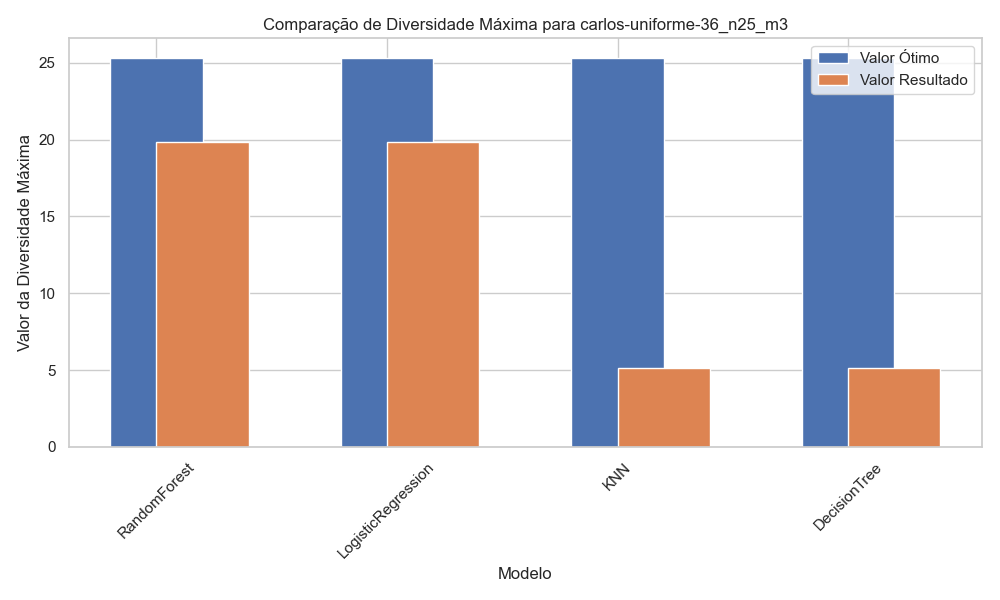 Comparação de Diversidade Máxima para carlos-uniforme-36_n25_m3
Valor Ótimo
Valor Resultado
Valor da Diversidade Máxima
25
20
15
10
5
0
RandomForest
LogisticRegression
KNN
DecisionTree
Modelo